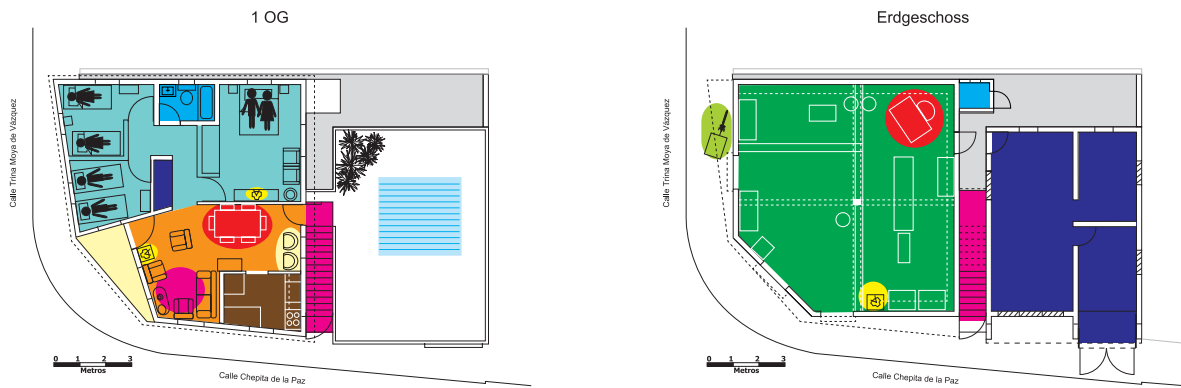 1 OG
Calle Trina Moya de Vázquez
0 1 2 3
Metros
Calle Chepita de la Paz
Erdgeschoss
Calle Trina Moya de Vázquez
0 1 2 3
Metros
Calle Chepita de la Paz